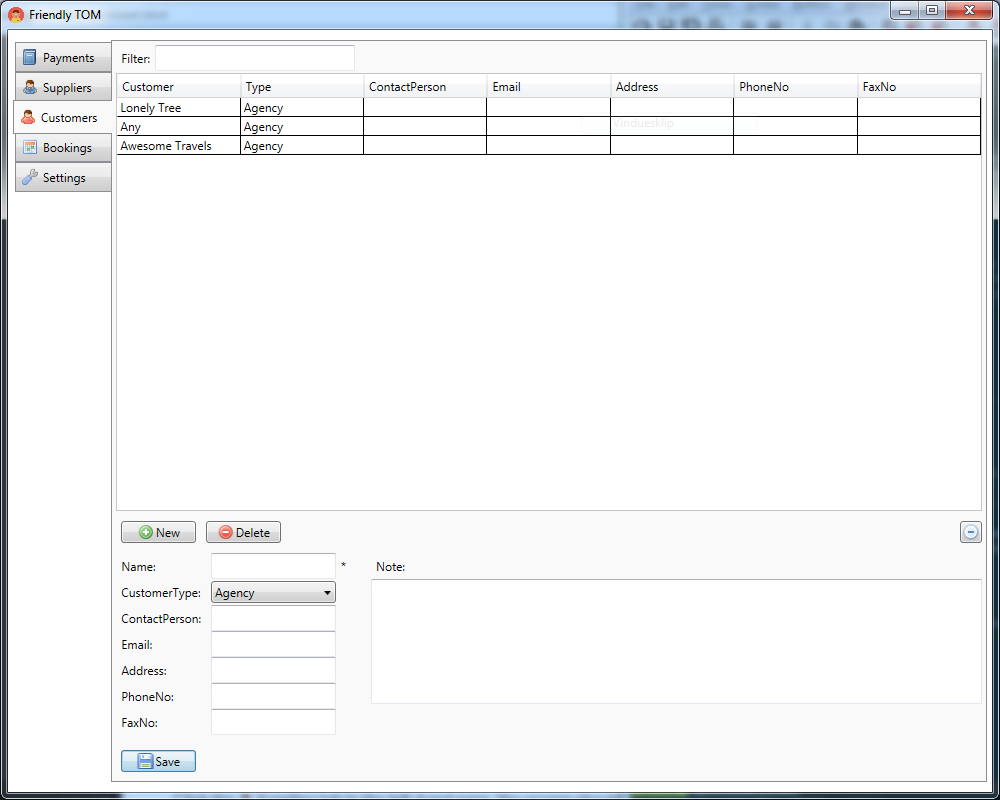 Friendly TOM
Payments
Suppliers
Customers
Bookings
Settings
Filter:
Customer Type ContactPerson Email Address PhoneNo FaxNo
Lonely Tree Agency
Any Agency
Awesome Travels Agency
New Delete
Name: * Note:
CustomerType: Agency
ContactPerson:
Email:
Address:
PhoneNo:
FaxNo:
Save